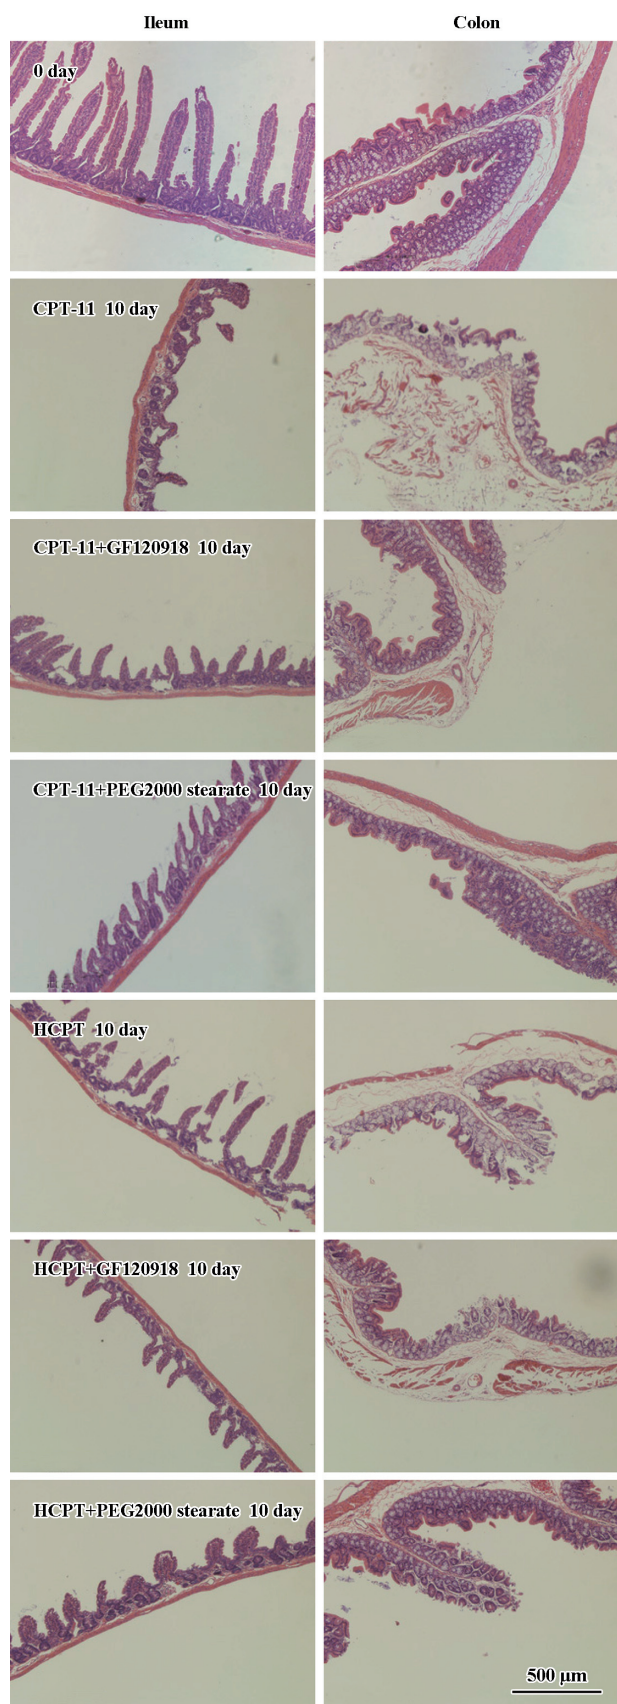 Ileum
Colon
0 day
CPT-11 10 day
CPT-11+GF120918 10 day
CPT-11+PEG2000 stearate 10 day
HCPT 10 day
HCPT+GF120918 10 day
HCPT+PEG2000 stearate 10 day
500 μm